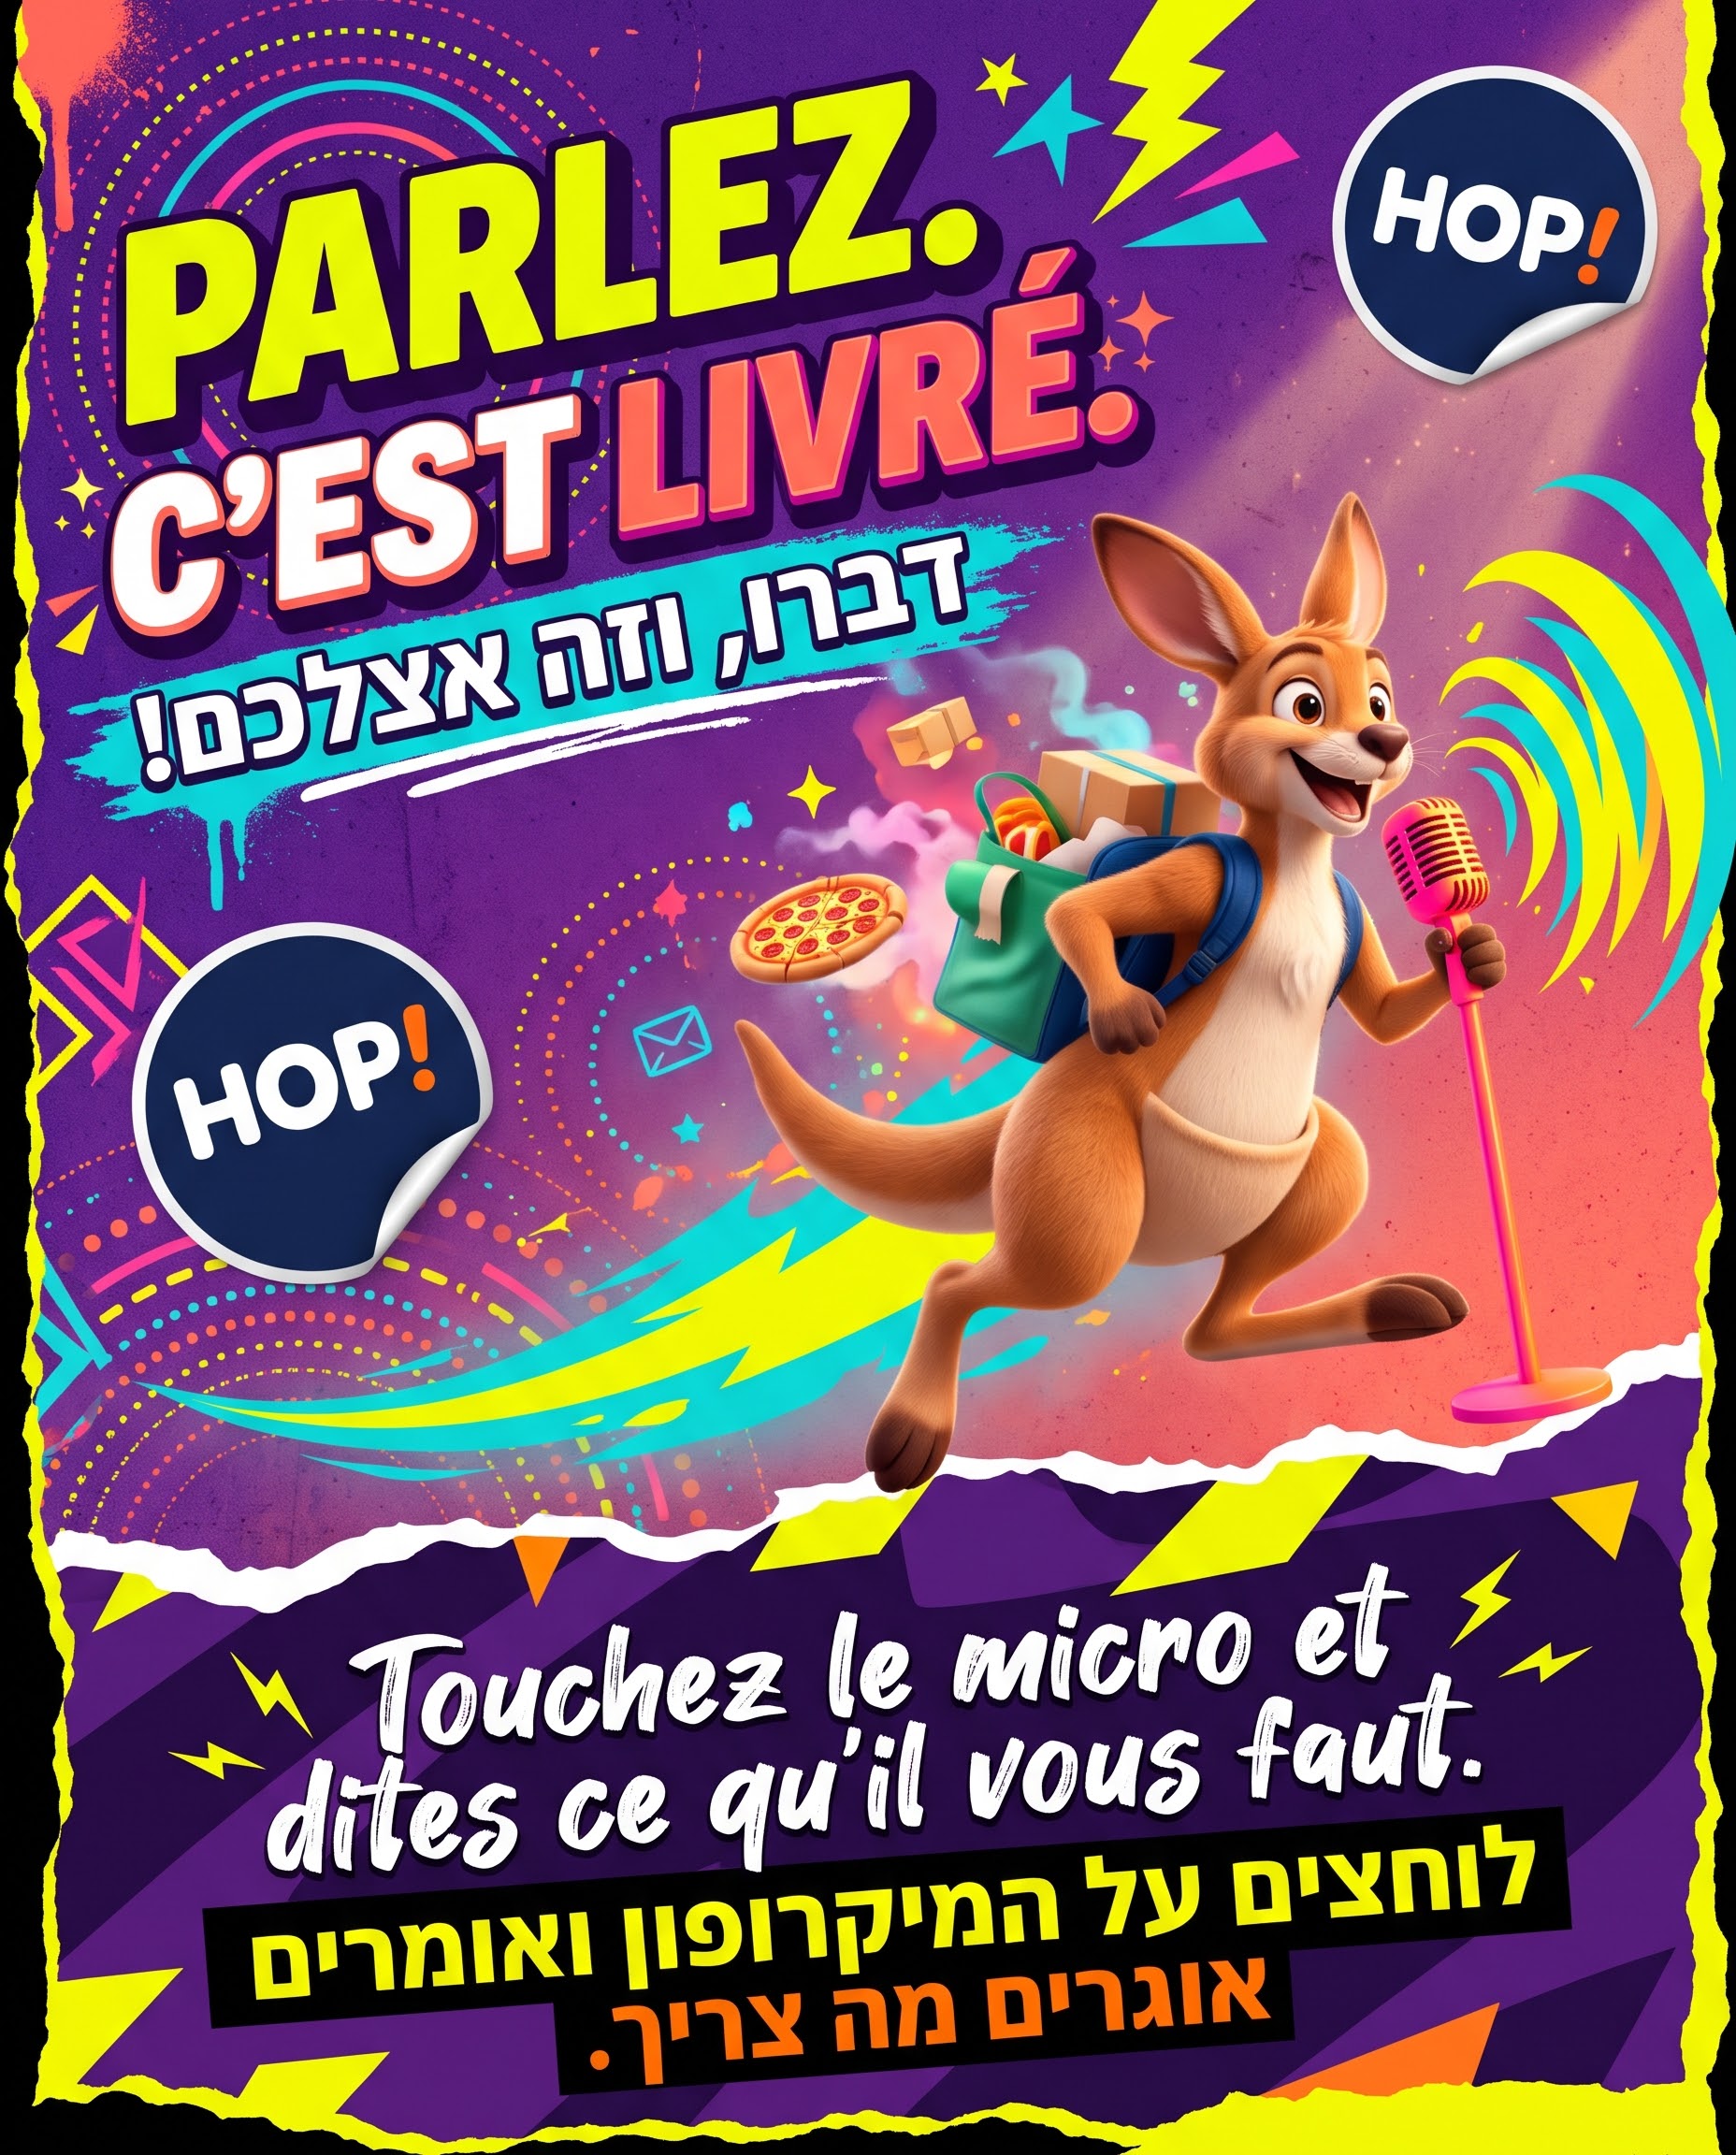 PARLEZ.
HOP!
C'EST LIVRÉ.
דברו, וזה אצלכם!
HOP!
Touchez le micro et
dites ce qu'il vous faut.
לוחצים על המיקרופון ואומרים
אוגרים מה צריך.